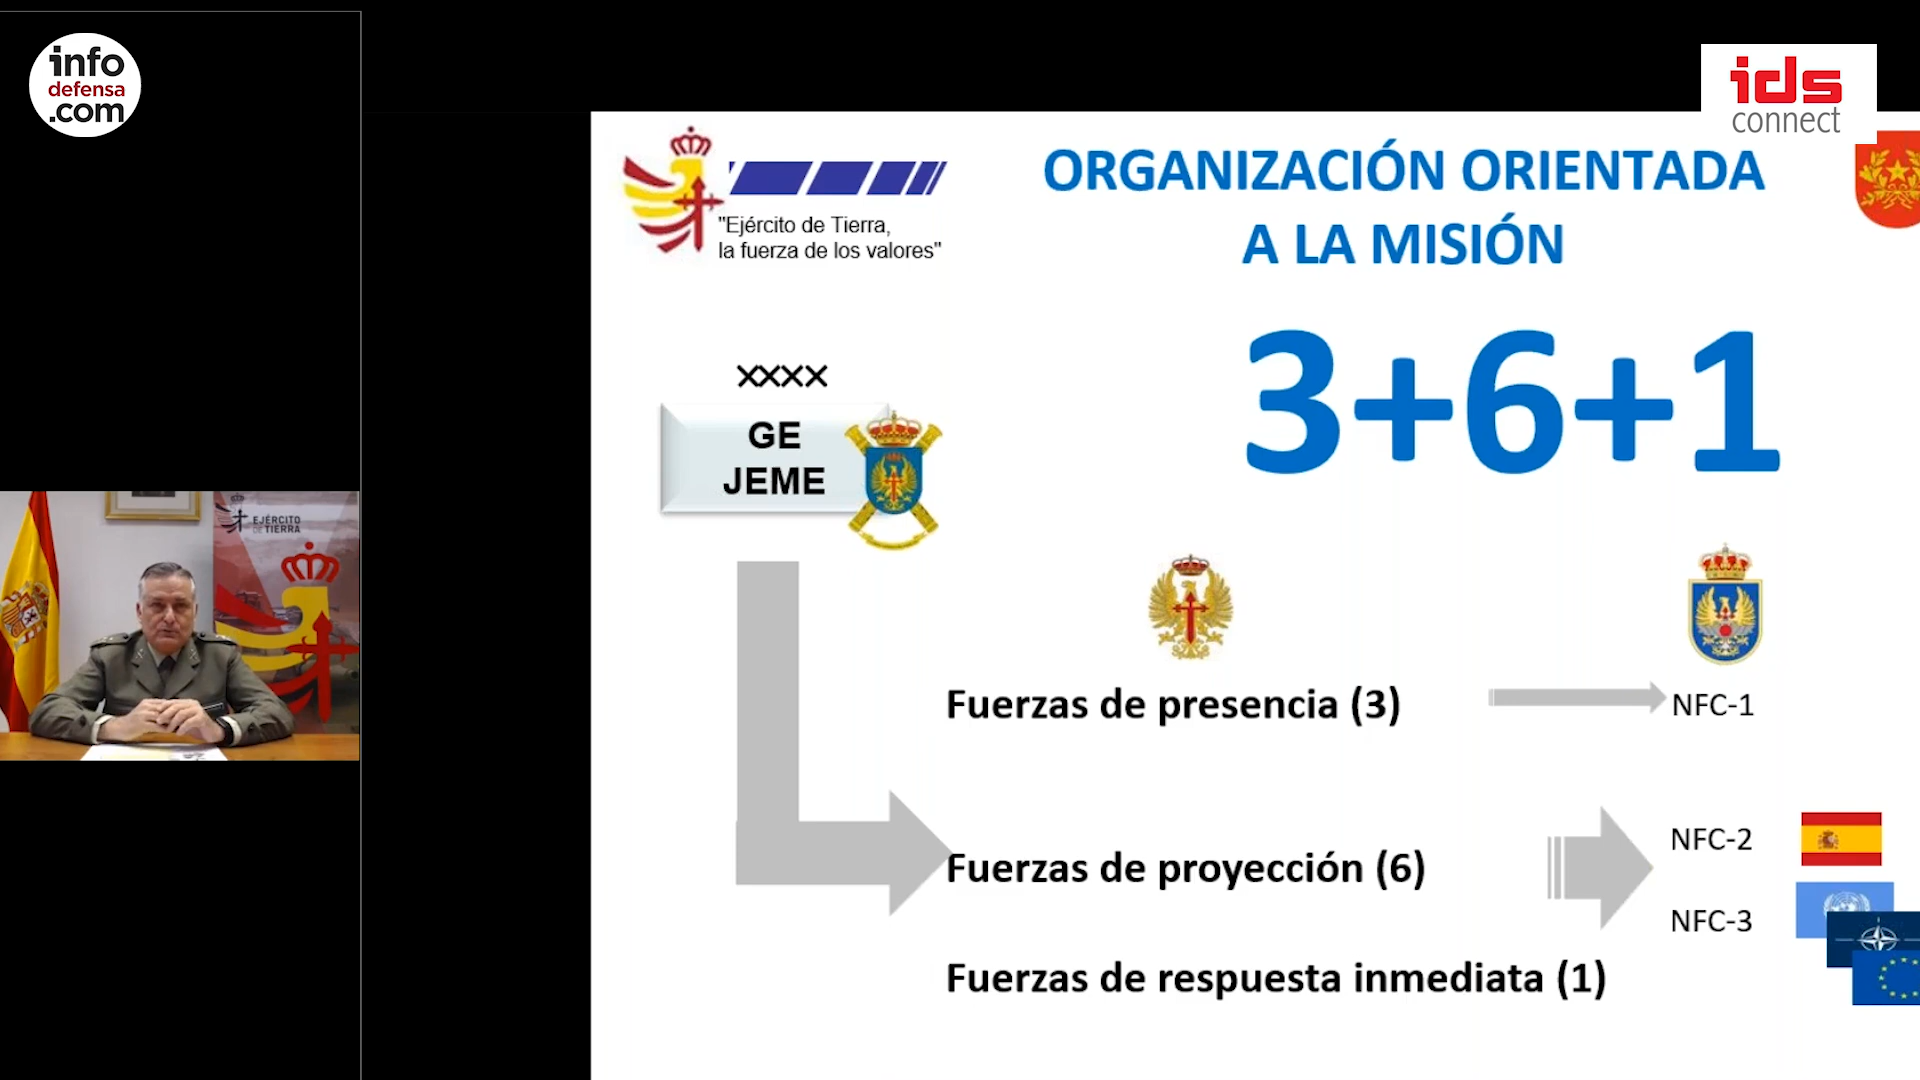 info
defensa
.com
ids
connect
"Ejército de Tierra,
la fuerza de los valores"
ORGANIZACIÓN ORIENTADA
A LA MISIÓN
3+6+1
XXXX
GE
JEME
EJÉRCITO
DE TIERRA
Fuerzas de presencia (3)
NFC-1
Fuerzas de proyección (6)
NFC-2
NFC-3
Fuerzas de respuesta inmediata (1)